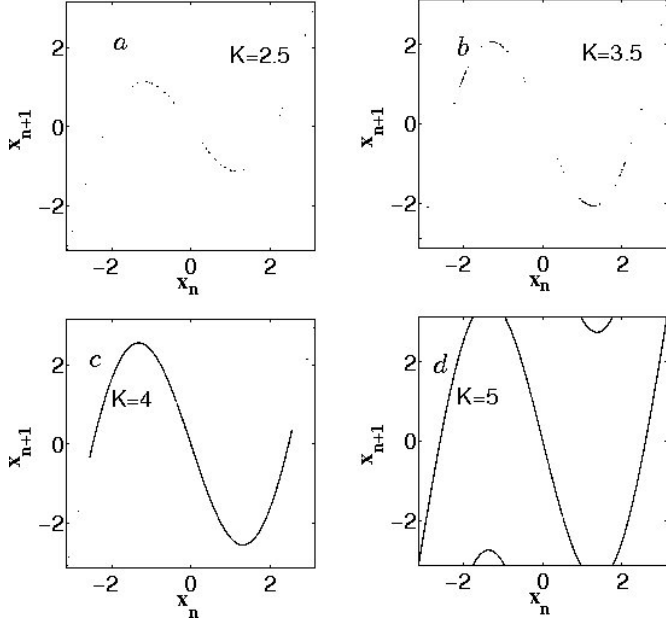 a
K=2.5
2
0
−2
x_{n+1}
−2 0 2
x_n
b
K=3.5
2
0
−2
x_{n+1}
−2 0 2
x_n
c
K=4
2
0
−2
x_{n+1}
−2 0 2
x_n
d
K=5
2
0
−2
x_{n+1}
−2 0 2
x_n